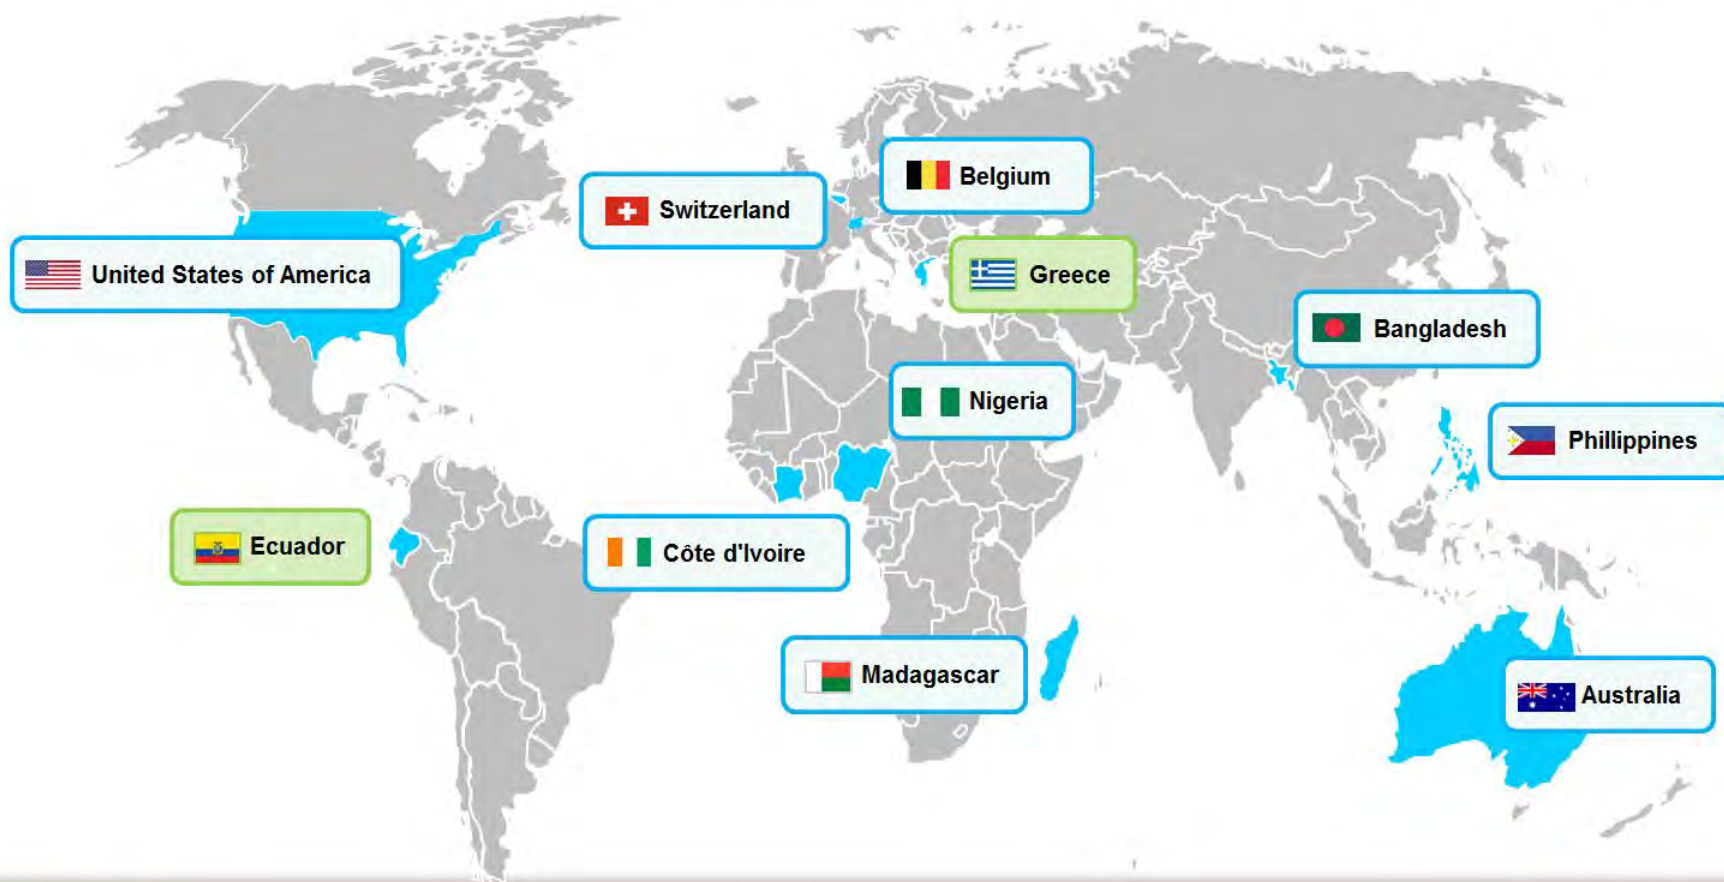 Belgium
Switzerland
United States of America
Greece
Bangladesh
Nigeria
Phillippines
Ecuador
Côte d'Ivoire
Madagascar
Australia